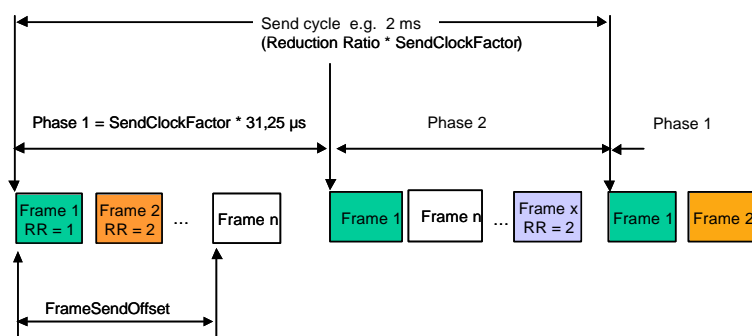 Send cycle e.g. 2 ms
(Reduction Ratio * SendClockFactor)
Phase 1 = SendClockFactor * 31,25 µs
Phase 2
Phase 1
Frame 1
RR = 1
Frame 2
RR = 2
...
Frame n
Frame 1
Frame n
...
Frame x
RR = 2
Frame 1
Frame 2
FrameSendOffset